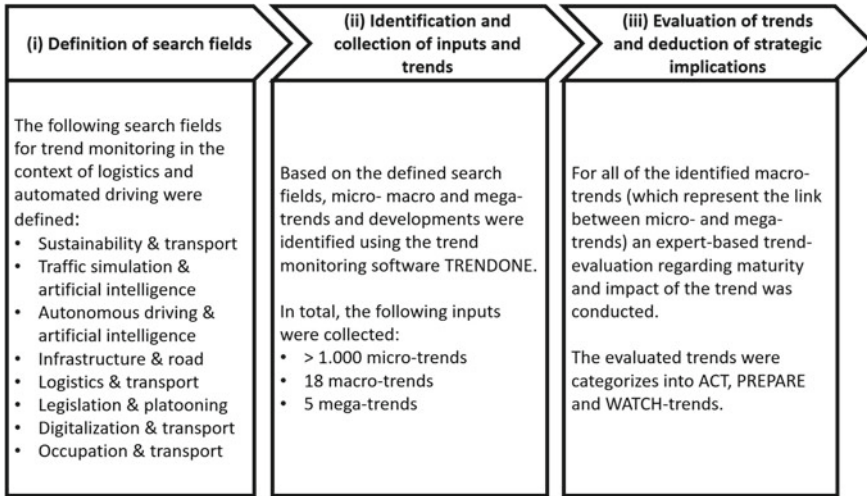 (i) Definition of search fields
The following search fields
for trend monitoring in the
context of logistics and
automated driving were
defined:
• Sustainability & transport
• Traffic simulation &
artificial intelligence
• Autonomous driving &
artificial intelligence
• Infrastructure & road
• Logistics & transport
• Legislation & platooning
• Digitalization & transport
• Occupation & transport
(ii) Identification and
collection of inputs and
trends
Based on the defined search
fields, micro- macro and mega-
trends and developments were
identified using the trend
monitoring software TRENDONE.
In total, the following inputs
were collected:
• > 1.000 micro-trends
• 18 macro-trends
• 5 mega-trends
(iii) Evaluation of trends
and deduction of strategic
implications
For all of the identified macro-
trends (which represent the link
between micro- and mega-
trends) an expert-based trend-
evaluation regarding maturity
and impact of the trend was
conducted.
The evaluated trends were
categorizes into ACT, PREPARE
and WATCH-trends.